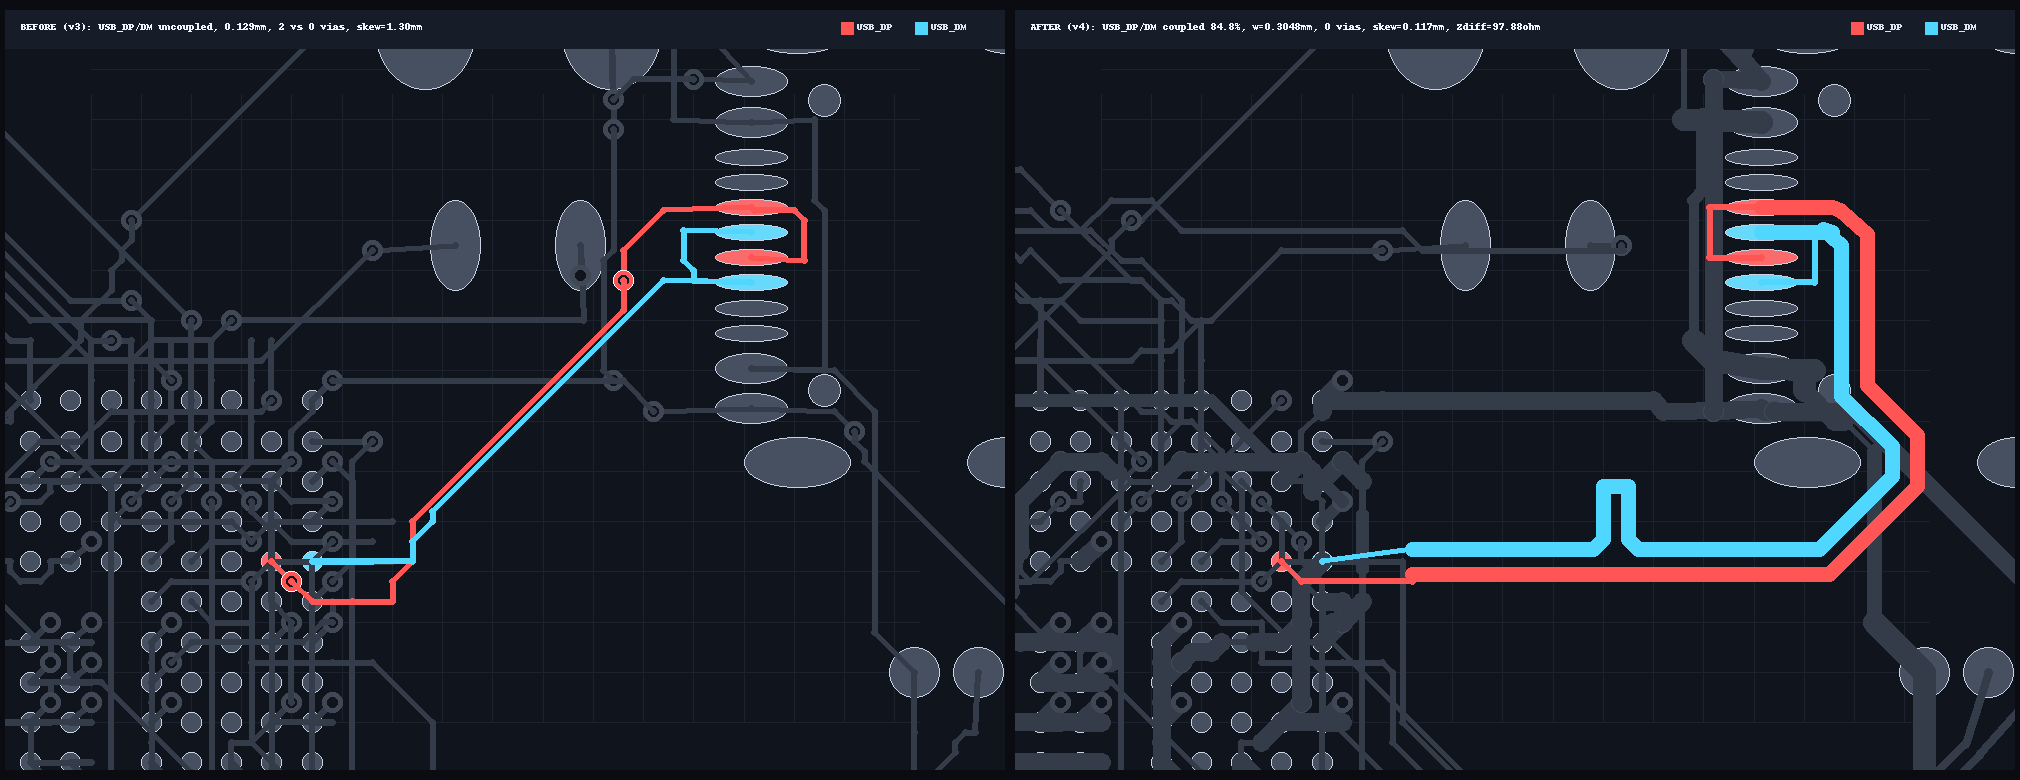 BEFORE (v3): USB_DP/DM uncoupled, 0.129mm, 2 vs 0 vias, skew=1.30mm
USB_DP
USB_DM
AFTER (v4): USB_DP/DM coupled 84.8%, w=0.3048mm, 0 vias, skew=0.117mm, Zdiff=97.88ohm
USB_DP
USB_DM